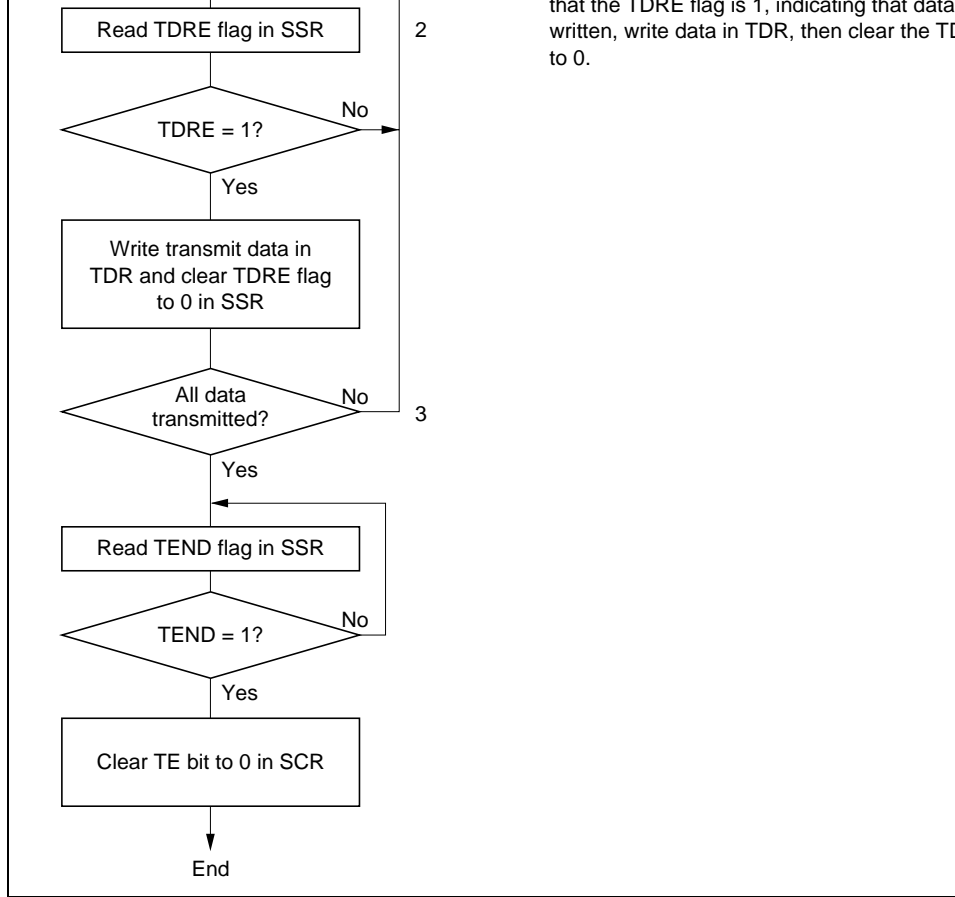 that the TDRE flag is 1, indicating that data
written, write data in TDR, then clear the
to 0.
Read TDRE flag in SSR
2
TDRE = 1?
No
Yes
Write transmit data in
TDR and clear TDRE flag
to 0 in SSR
All data
transmitted?
No
3
Yes
Read TEND flag in SSR
TEND = 1?
No
Yes
Clear TE bit to 0 in SCR
End